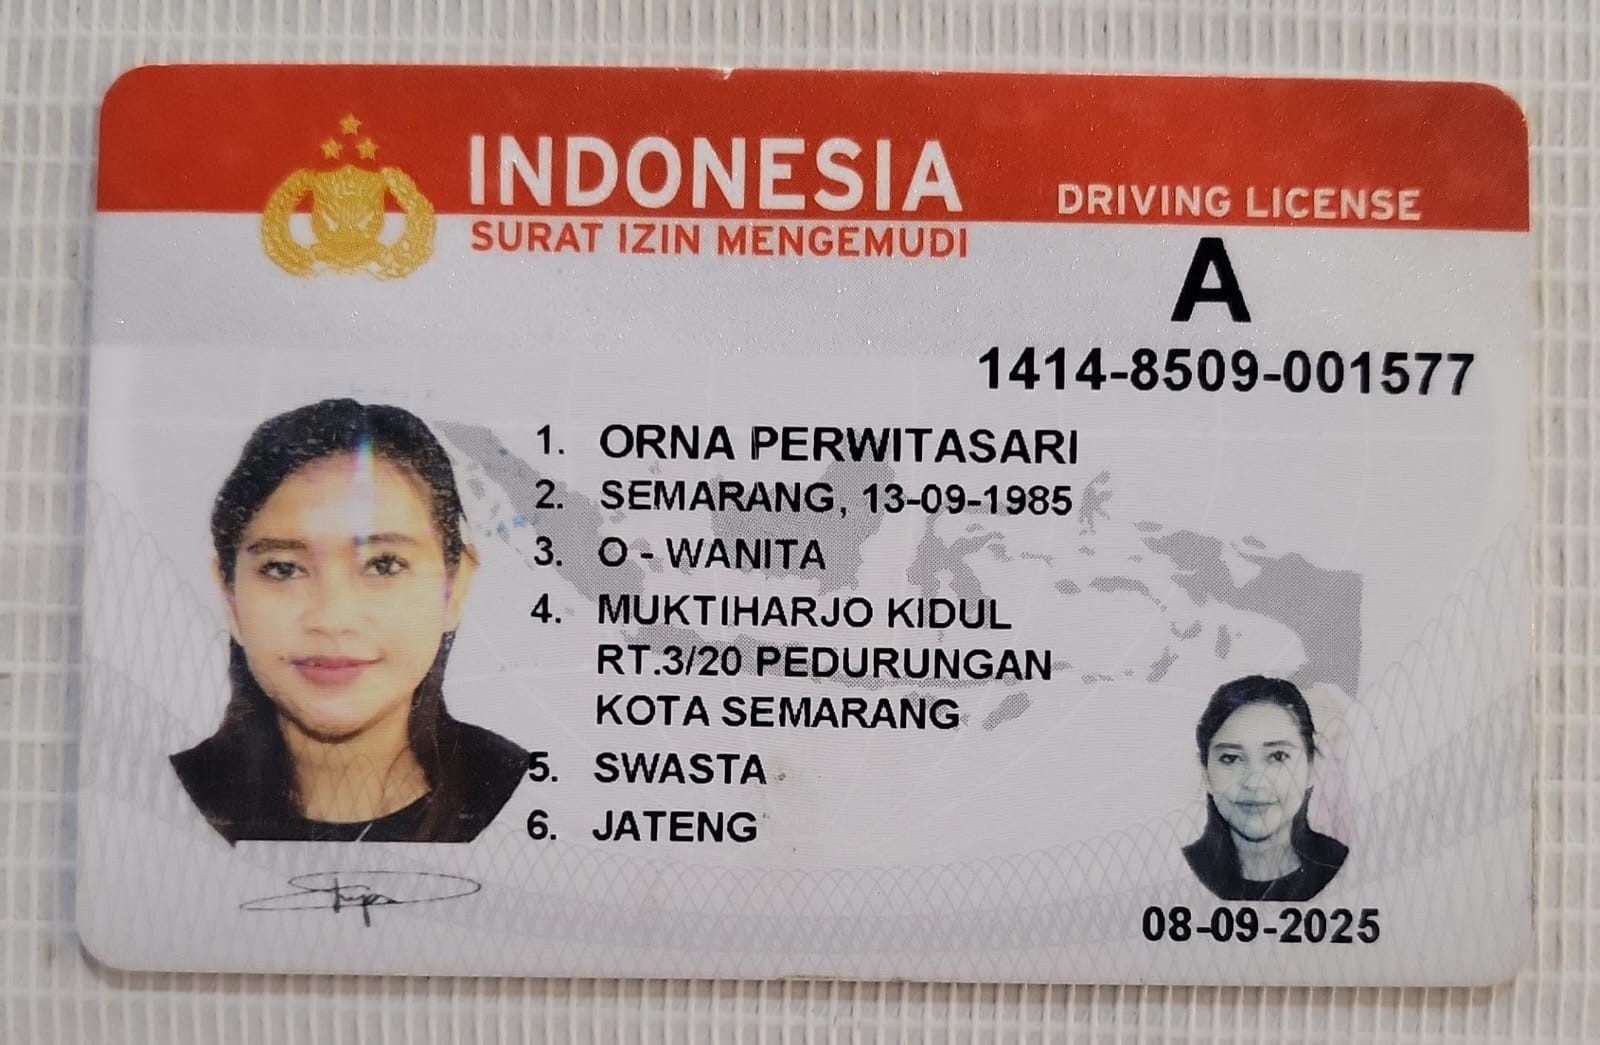 INDONESIA
SURAT IZIN MENGEMUDI
DRIVING LICENSE
A
1414-8509-001577
1. ORNA PERWITASARI
2. SEMARANG, 13-09-1985
3. O - WANITA
4. MUKTIHARJO KIDUL
RT.3/20 PEDURUNGAN
KOTA SEMARANG
5. SWASTA
6. JATENG
08-09-2025